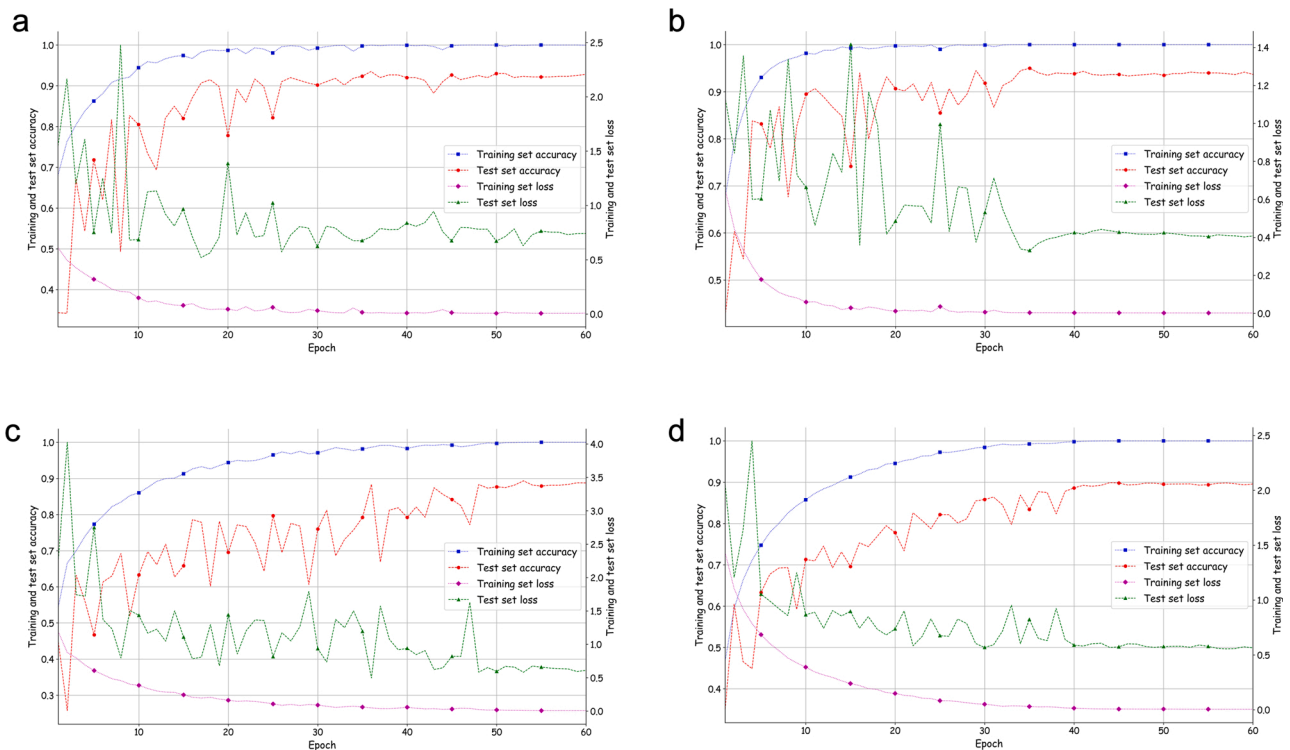 a
1.0
0.9
0.8
0.7
0.6
0.5
0.4
Training and test set accuracy
2.5
2.0
1.5
1.0
0.5
0.0
Training and test set loss
Training set accuracy
Test set accuracy
Training set loss
Test set loss
10 20 30 40 50 60
Epoch
b
1.0
0.9
0.8
0.7
0.6
0.5
Training and test set accuracy
1.4
1.2
1.0
0.8
0.6
0.4
0.2
0.0
Training and test set loss
Training set accuracy
Test set accuracy
Training set loss
Test set loss
10 20 30 40 50 60
Epoch
c
1.0
0.9
0.8
0.7
0.6
0.5
0.4
0.3
Training and test set accuracy
4.0
3.5
3.0
2.5
2.0
1.5
1.0
0.5
0.0
Training and test set loss
Training set accuracy
Test set accuracy
Training set loss
Test set loss
10 20 30 40 50 60
Epoch
d
1.0
0.9
0.8
0.7
0.6
0.5
0.4
Training and test set accuracy
2.5
2.0
1.5
1.0
0.5
0.0
Training and test set loss
Training set accuracy
Test set accuracy
Training set loss
Test set loss
10 20 30 40 50 60
Epoch